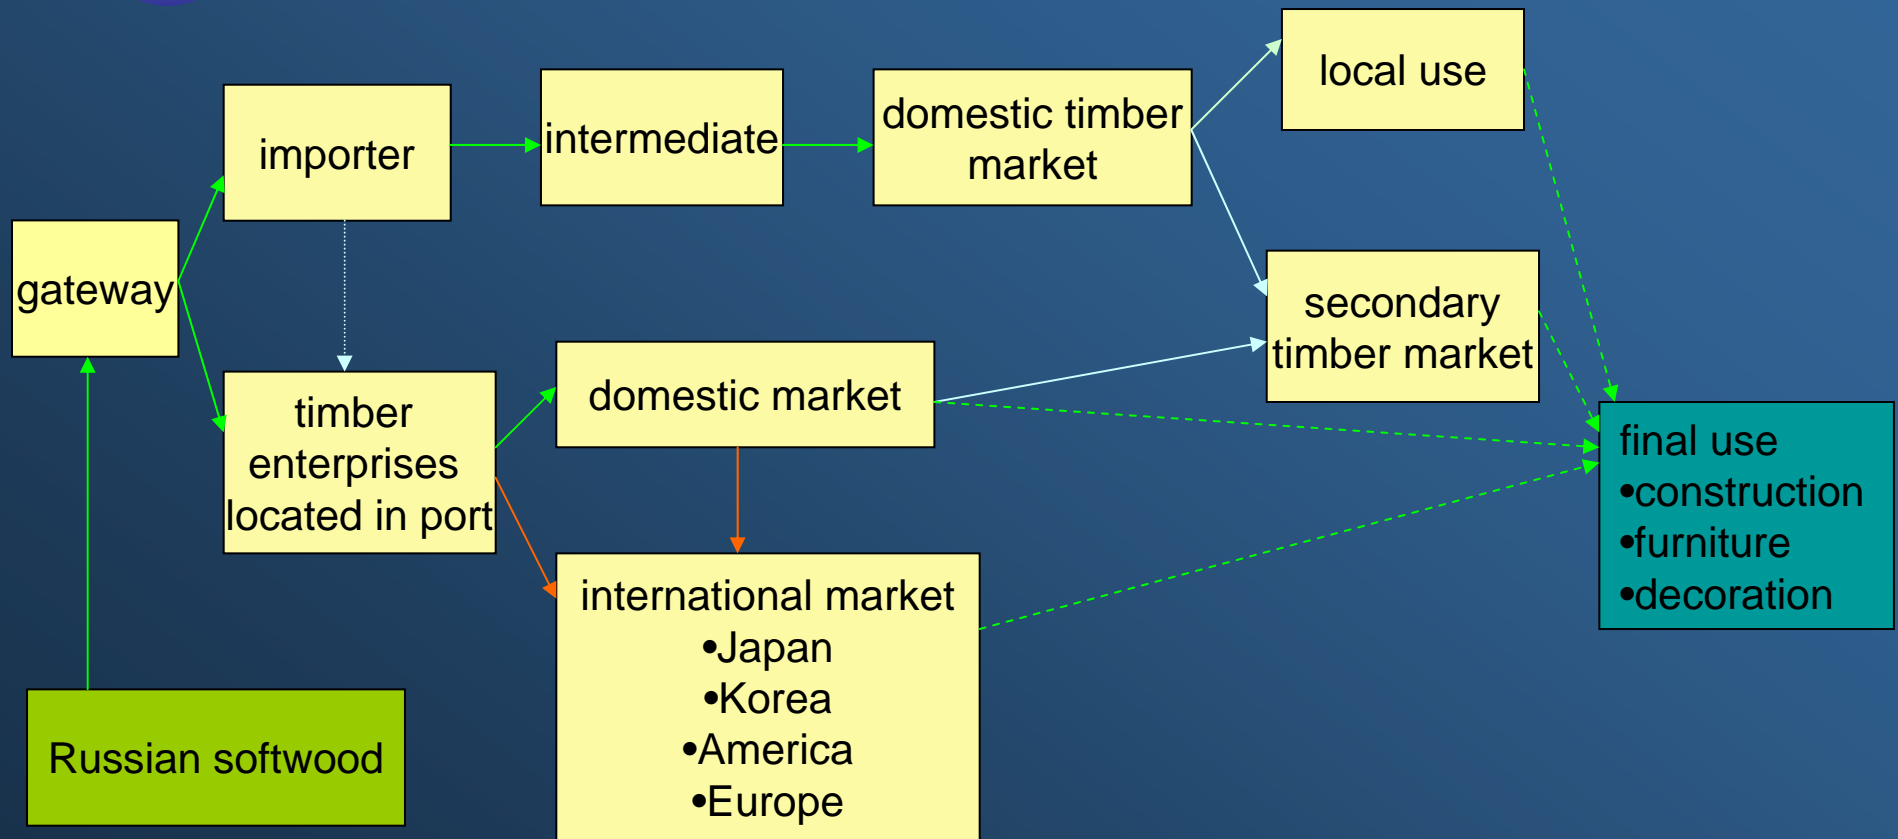 local use
domestic timber
market
intermediate
importer
gateway
secondary
timber market
domestic market
timber
enterprises
located in port
final use
•construction
•furniture
•decoration
international market
•Japan
•Korea
•America
•Europe
Russian softwood